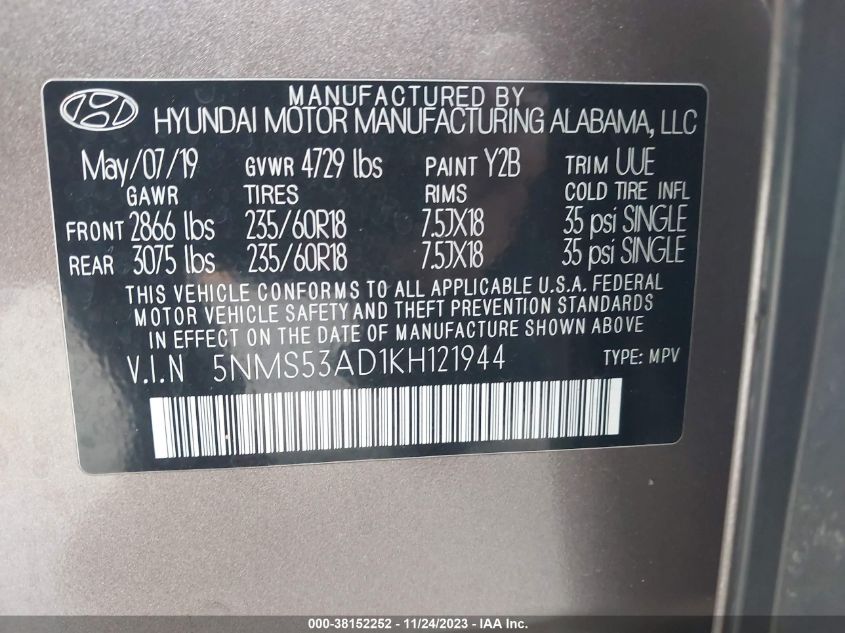 MANUFACTURED BY
HYUNDAI MOTOR MANUFACTURING ALABAMA, LLC
May/07/19 GVWR 4729 lbs PAINT Y2B TRIM UUE
GAWR TIRES RIMS COLD TIRE INFL
FRONT 2866 lbs 235/60R18 7.5JX18 35 psi SINGLE
REAR 3075 lbs 235/60R18 7.5JX18 35 psi SINGLE
THIS VEHICLE CONFORMS TO ALL APPLICABLE U.S.A. FEDERAL
MOTOR VEHICLE SAFETY AND THEFT PREVENTION STANDARDS
IN EFFECT ON THE DATE OF MANUFACTURE SHOWN ABOVE
V.I.N 5NMS53AD1KH121944 TYPE: MPV
000-38152252 - 11/24/2023 - IAA Inc.